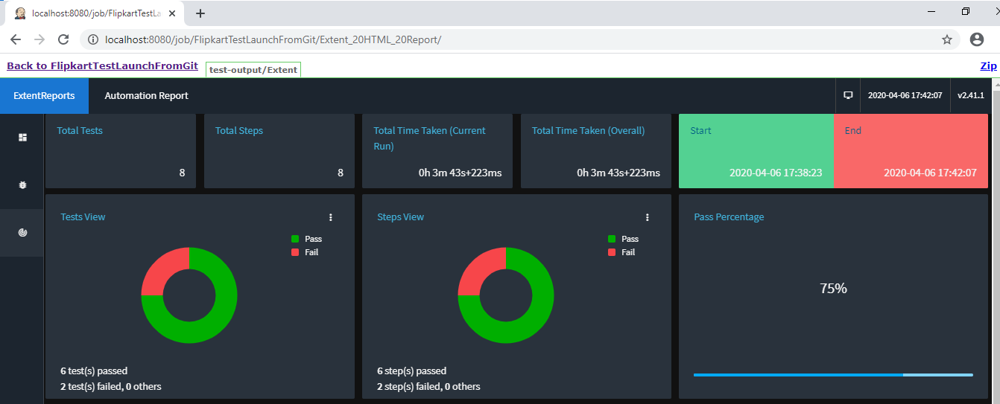 localhost:8080/job/FlipkartTestLa
localhost:8080/job/FlipkartTestLaunchFromGit/Extent_20HTML_20Report/
Back to FlipkartTestLaunchFromGit test-output/Extent Zip
ExtentReports Automation Report 2020-04-06 17:42:07 v2.41.1
Total Tests
8
Total Steps
8
Total Time Taken (Current
Run)
0h 3m 43s+223ms
Total Time Taken (Overall)
0h 3m 43s+223ms
Start
2020-04-06 17:38:23
End
2020-04-06 17:42:07
Tests View
Pass
Fail
6 test(s) passed
2 test(s) failed, 0 others
Steps View
Pass
Fail
6 step(s) passed
2 step(s) failed, 0 others
Pass Percentage
75%